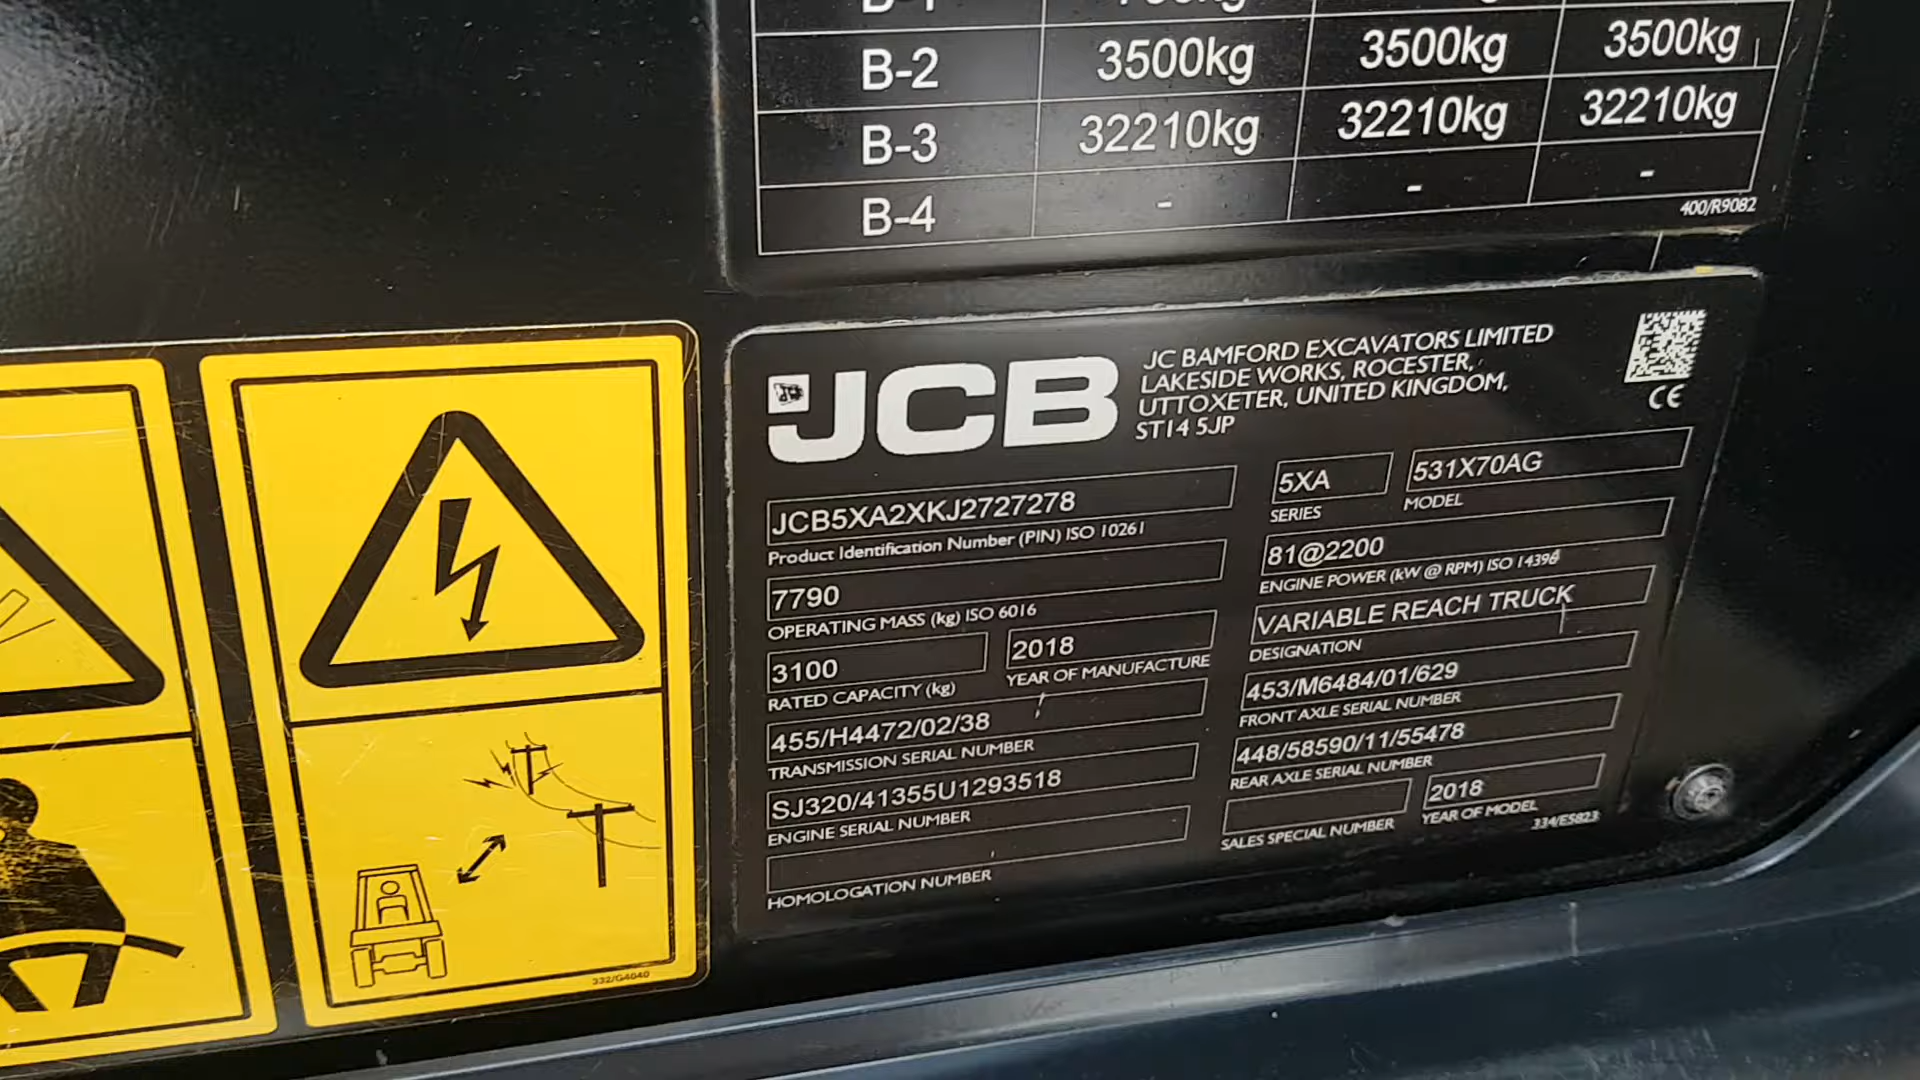 B-2 3500kg 3500kg 3500kg
B-3 32210kg 32210kg 32210kg
B-4 - - -
400/R9082
JCB
JC BAMFORD EXCAVATORS LIMITED
LAKESIDE WORKS, ROCESTER,
UTTOXETER, UNITED KINGDOM,
ST14 5JP
CE
JCB5XA2XKJ2727278
Product Identification Number (PIN) ISO 10261
5XA
SERIES
531X70AG
MODEL
7790
OPERATING MASS (kg) ISO 6016
81@2200
ENGINE POWER (kW @ RPM) ISO 14396
3100
RATED CAPACITY (kg)
2018
YEAR OF MANUFACTURE
VARIABLE REACH TRUCK
DESIGNATION
455/H4472/02/38
TRANSMISSION SERIAL NUMBER
453/M6484/01/629
FRONT AXLE SERIAL NUMBER
SJ320/41355U1293518
ENGINE SERIAL NUMBER
448/58590/11/55478
REAR AXLE SERIAL NUMBER
HOMOLOGATION NUMBER
SALES SPECIAL NUMBER
2018
YEAR OF MODEL
334/E5823
332/G4040